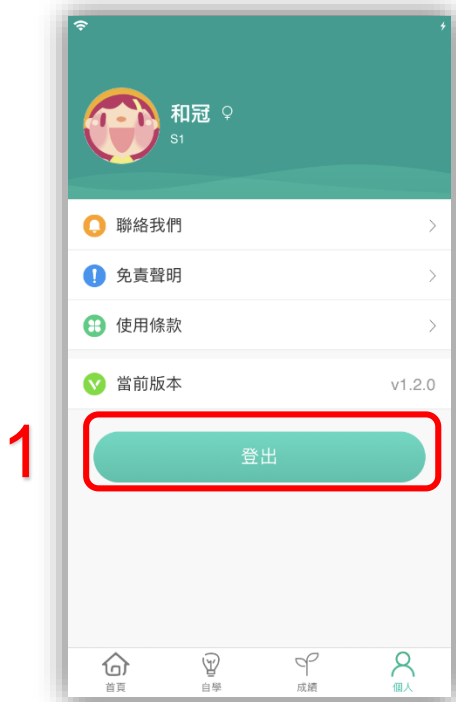 和冠
S1
聯絡我們
免責聲明
使用條款
當前版本 v1.2.0
1
登出
首頁 自學 成績 個人